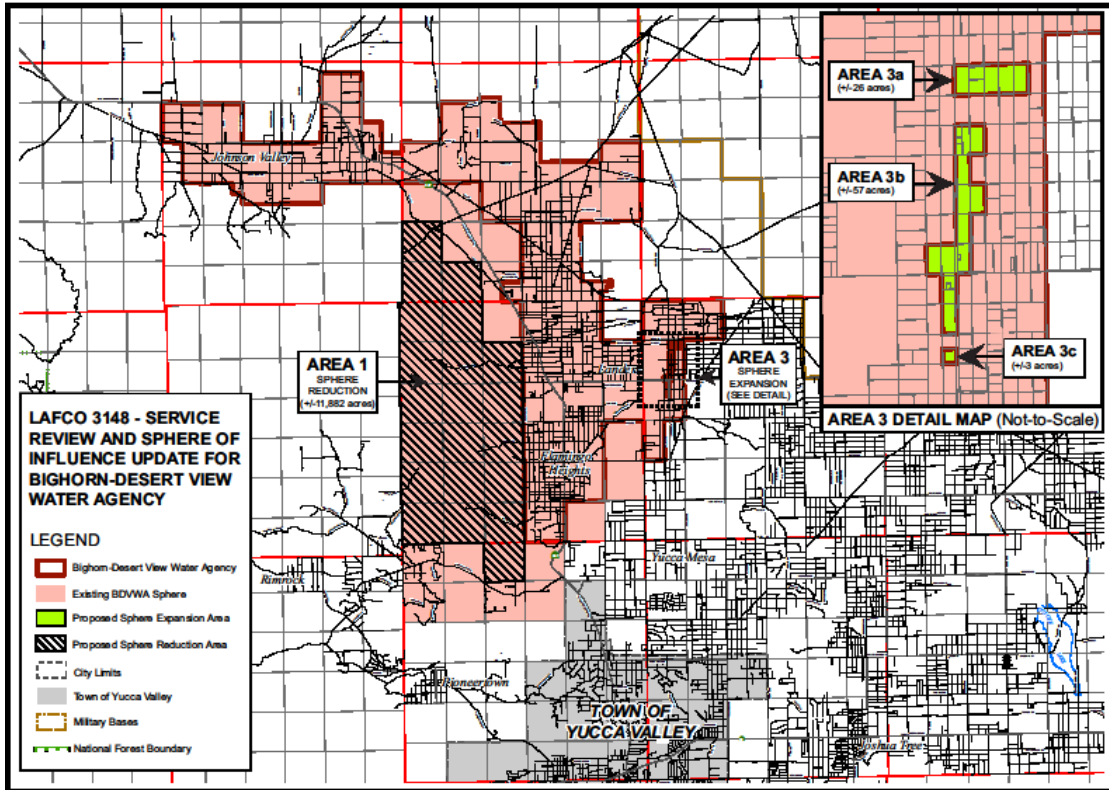 Johnson Valley
AREA 1
SPHERE
REDUCTION
(+/-11,882 acres)
Landers
AREA 3
SPHERE
EXPANSION
(SEE DETAIL)
Flamingo
Heights
Yucca Mesa
Rimrock
Pioneertown
TOWN OF
YUCCA VALLEY
Joshua Tree
AREA 3a
(+/-26 acres)
AREA 3b
(+/-57 acres)
AREA 3c
(+/-3 acres)
AREA 3 DETAIL MAP (Not-to-Scale)
LAFCO 3148 - SERVICE
REVIEW AND SPHERE OF
INFLUENCE UPDATE FOR
BIGHORN-DESERT VIEW
WATER AGENCY
LEGEND
Bighorn-Desert View Water Agency
Existing BDVWA Sphere
Proposed Sphere Expansion Area
Proposed Sphere Reduction Area
City Limits
Town of Yucca Valley
Military Bases
National Forest Boundary